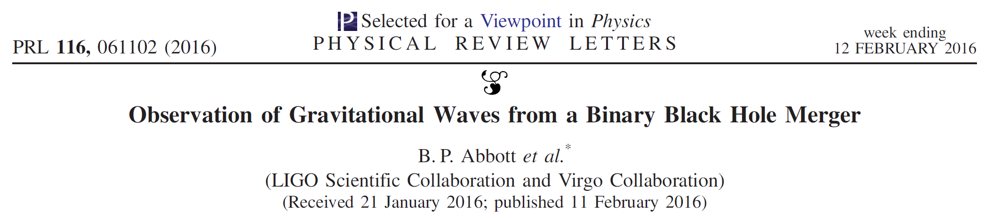 Selected for a Viewpoint in Physics
PRL 116, 061102 (2016)
PHYSICAL REVIEW LETTERS
week ending
12 FEBRUARY 2016
Observation of Gravitational Waves from a Binary Black Hole Merger
B. P. Abbott et al.*
(LIGO Scientific Collaboration and Virgo Collaboration)
(Received 21 January 2016; published 11 February 2016)